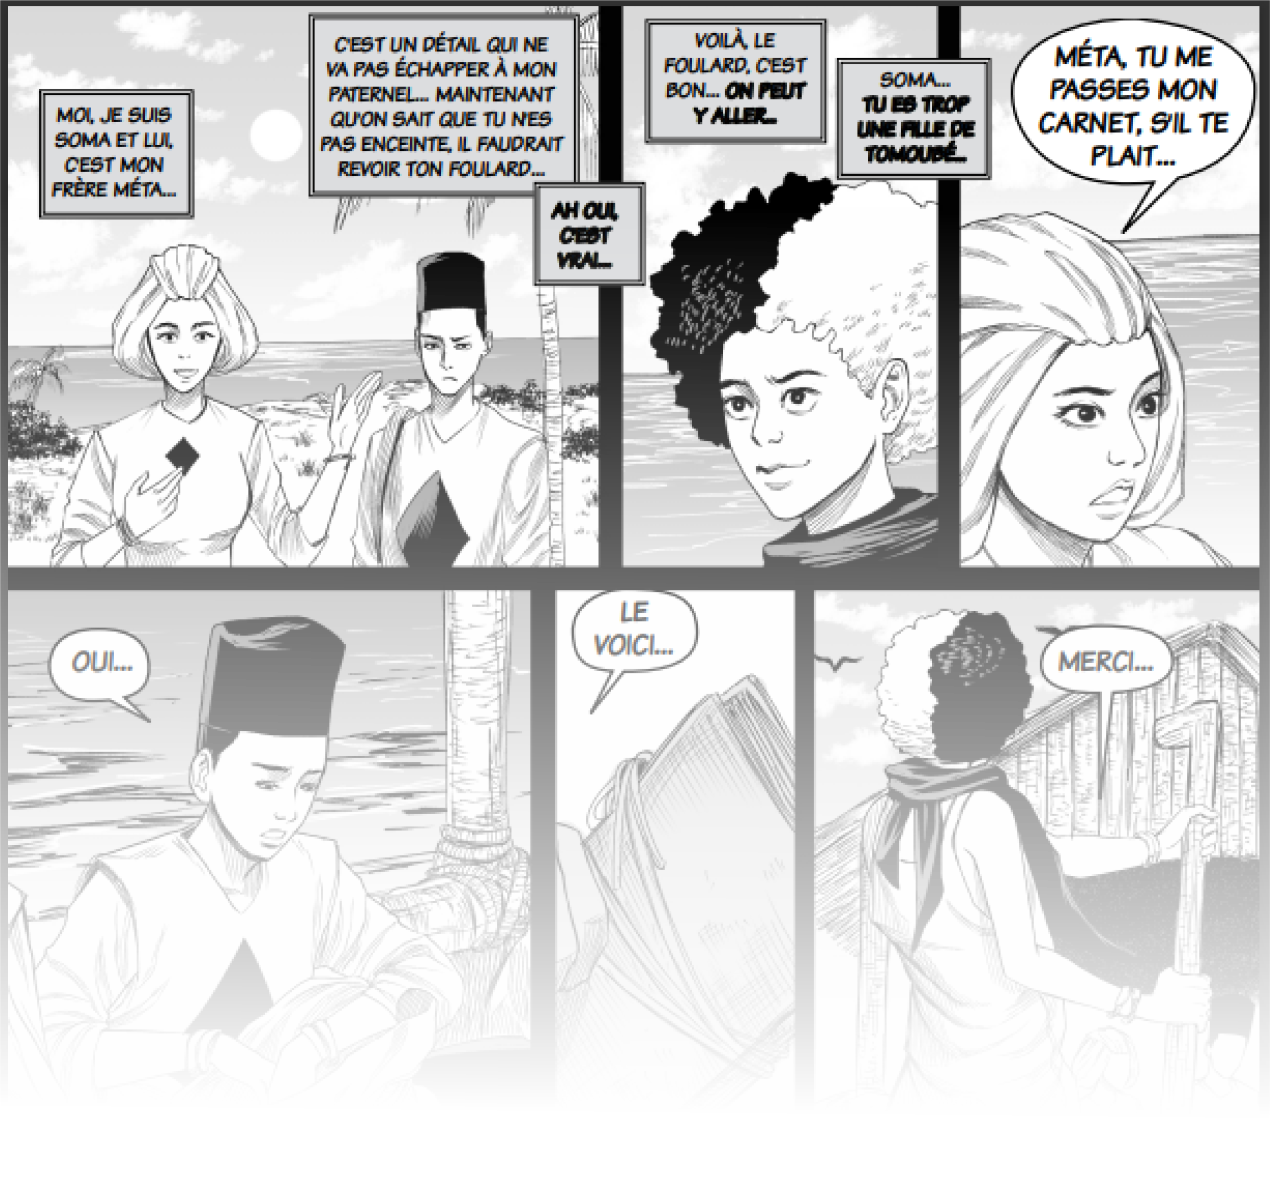 MOI, JE SUIS
SOMA ET LUI,
C'EST MON
FRÈRE MÉTA...
C'EST UN DÉTAIL QUI NE
VA PAS ÉCHAPPER À MON
PATERNEL... MAINTENANT
QU'ON SAIT QUE TU N'ES
PAS ENCEINTE, IL FAUDRAIT
REVOIR TON FOULARD...
AH OUI,
C'EST
VRAI...
VOILÀ, LE
FOULARD, C'EST
BON... ON PEUT
Y ALLER...
SOMA...
TU ES TROP
UNE FILLE DE
TOMOUBÉ...
MÉTA, TU ME
PASSES MON
CARNET, S'IL TE
PLAIT...
OUI...
LE
VOICI...
MERCI...